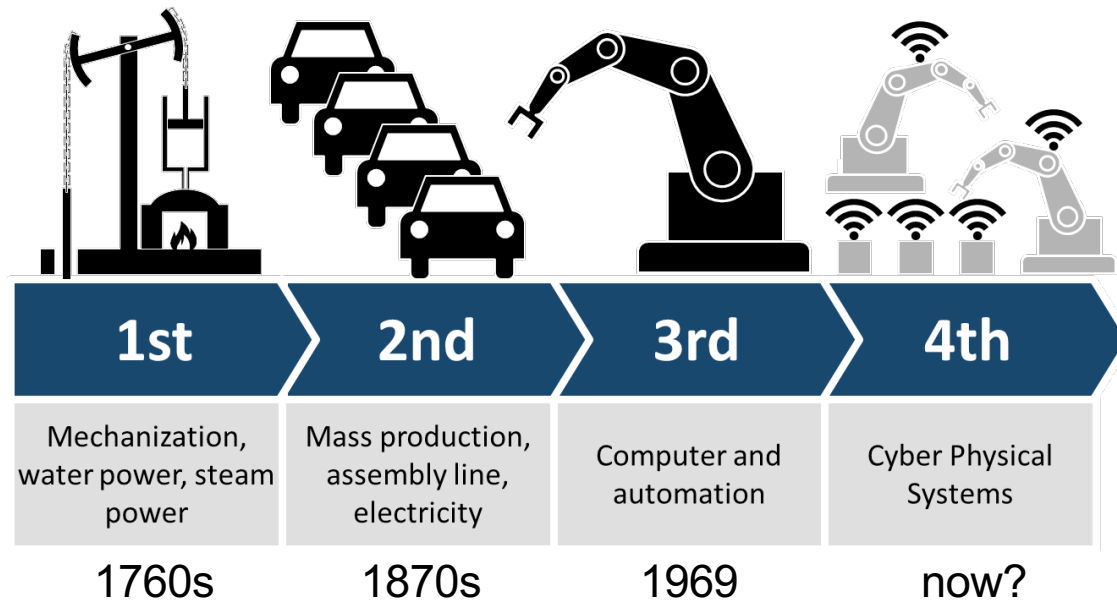 1st
2nd
3rd
4th
Mechanization,
water power, steam
power
Mass production,
assembly line,
electricity
Computer and
automation
Cyber Physical
Systems
1760s
1870s
1969
now?